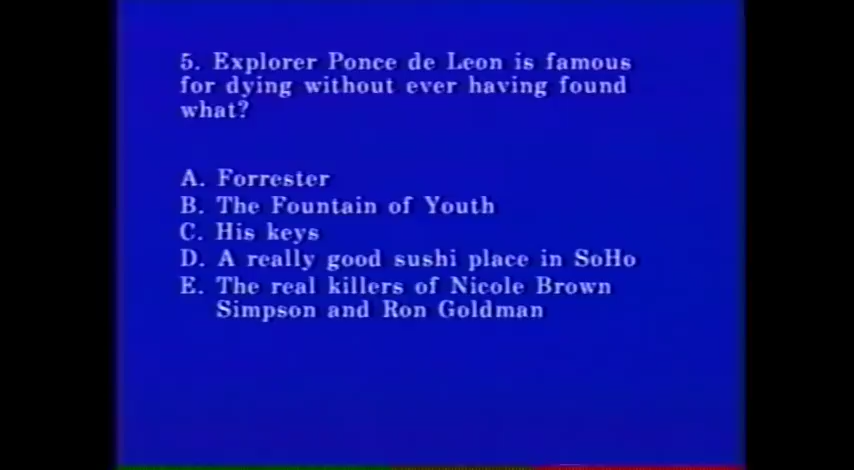 5. Explorer Ponce de Leon is famous
for dying without ever having found
what?
A. Forrester
B. The Fountain of Youth
C. His keys
D. A really good sushi place in SoHo
E. The real killers of Nicole Brown
Simpson and Ron Goldman